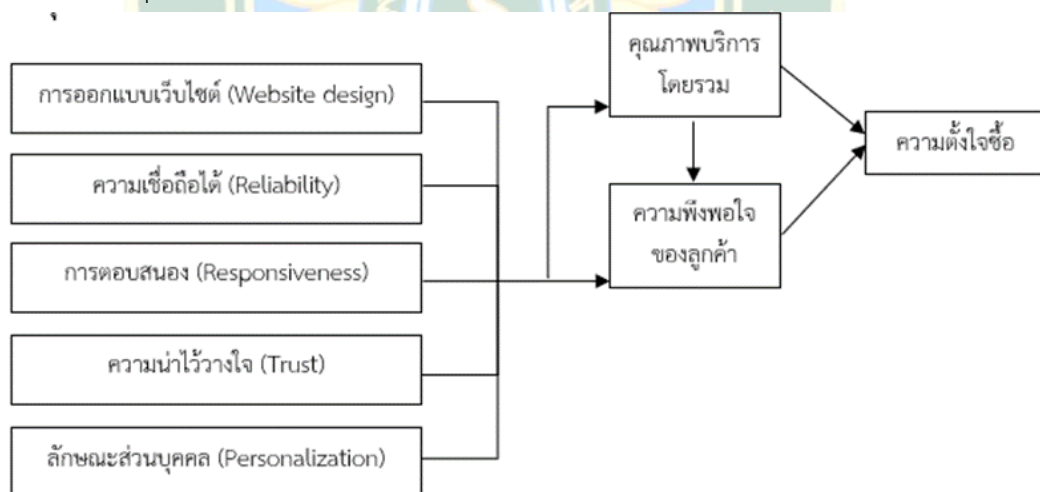 การออกแบบเว็บไซต์ (Website design)
ความเชื่อถือได้ (Reliability)
การตอบสนอง (Responsiveness)
ความน่าไว้วางใจ (Trust)
ลักษณะส่วนบุคคล (Personalization)
คุณภาพบริการ
โดยรวม
ความพึงพอใจ
ของลูกค้า
ความตั้งใจซื้อ